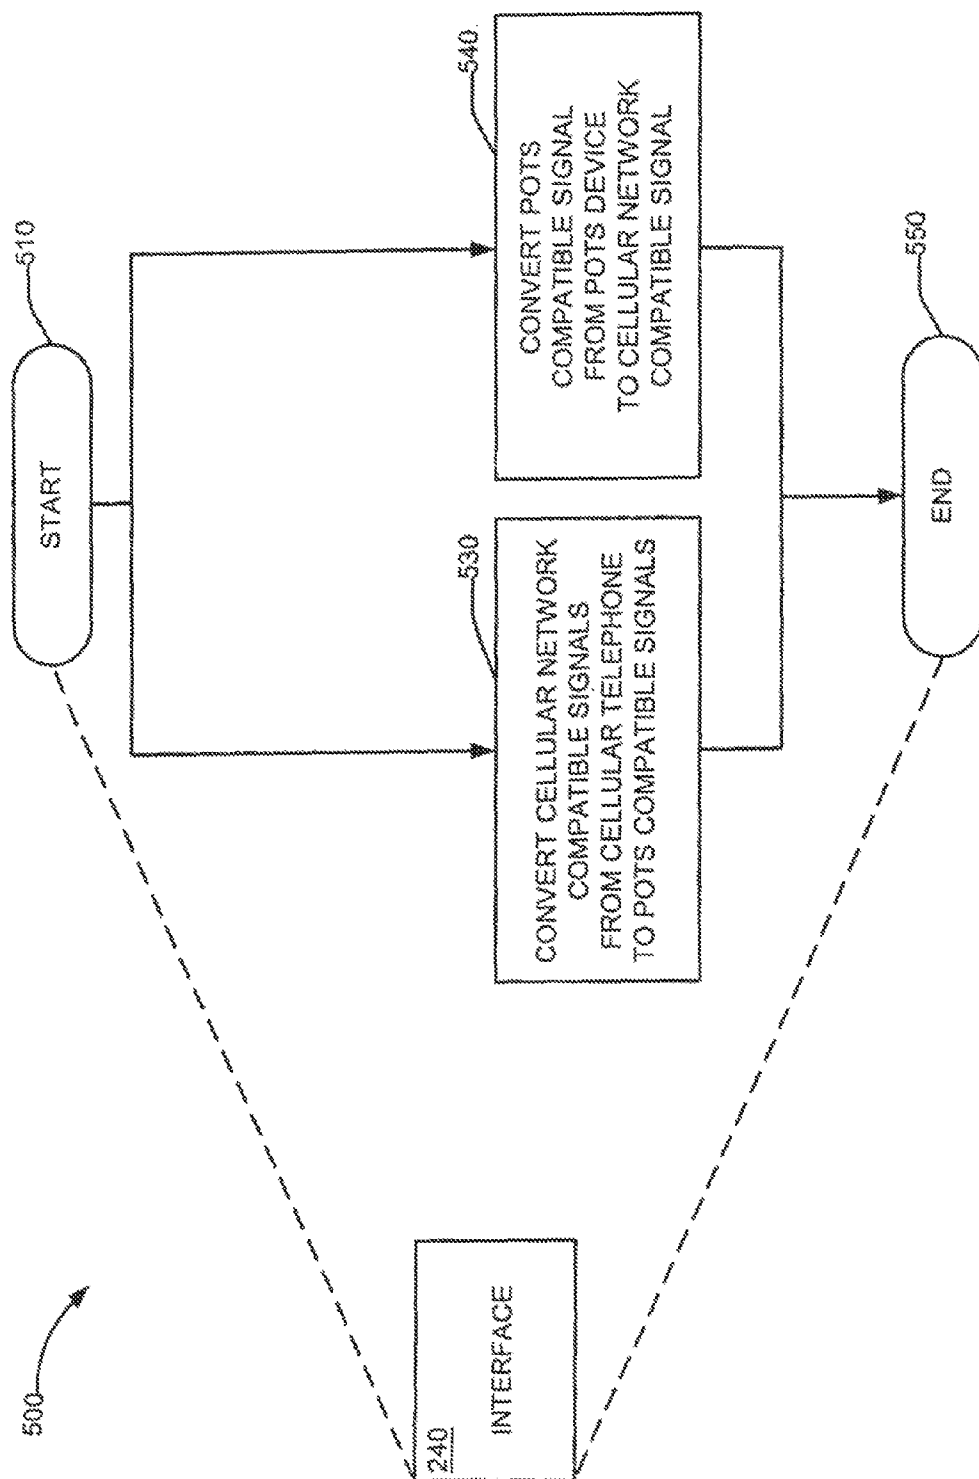 500
240
INTERFACE
START
510
CONVERT CELLULAR NETWORK
COMPATIBLE SIGNALS
FROM CELLULAR TELEPHONE
TO POTS COMPATIBLE SIGNALS
530
CONVERT POTS
COMPATIBLE SIGNAL
FROM POTS DEVICE
TO CELLULAR NETWORK
COMPATIBLE SIGNAL
540
END
550